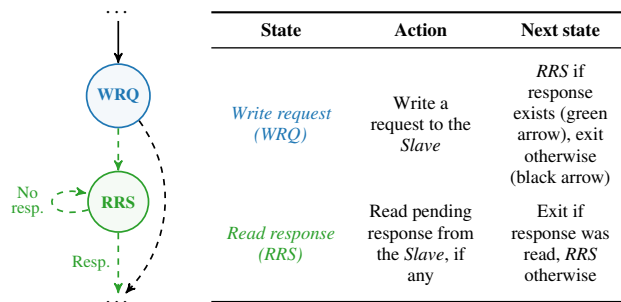 ...
WRQ
No
resp.
RRS
Resp.
...
State Action Next state
Write request
(WRQ)
Write a
request to the
Slave
RRS if
response
exists (green
arrow), exit
otherwise
(black arrow)
Read response
(RRS)
Read pending
response from
the Slave, if
any
Exit if
response was
read, RRS
otherwise